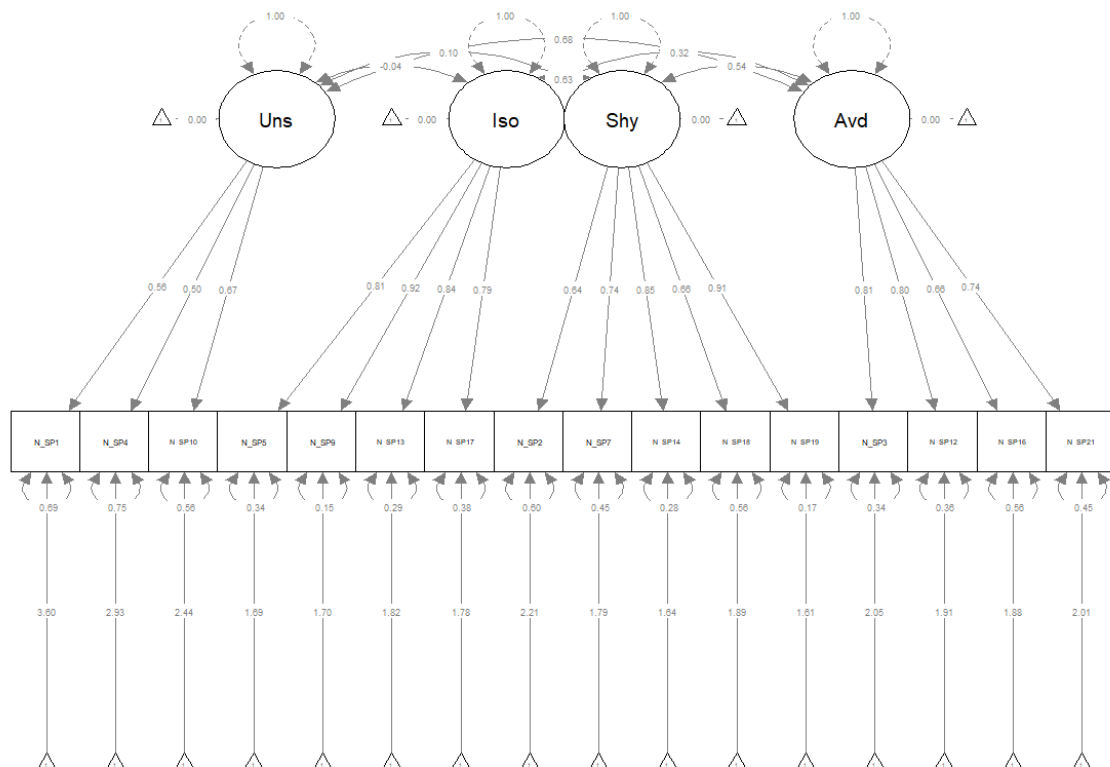 1.00 1.00 1.00 1.00
0.68
0.10 0.32
-0.04 0.63 0.54
0.00 Uns 0.00 Iso Shy 0.00 Avd 0.00
0.56 0.50 0.67 0.81 0.92 0.84 0.79 0.64 0.74 0.85 0.66 0.91 0.81 0.80 0.66 0.74
N_SP1 N_SP4 N_SP10 N_SP5 N_SP9 N_SP13 N_SP17 N_SP2 N_SP7 N_SP14 N_SP18 N_SP19 N_SP3 N_SP12 N_SP16 N_SP21
0.69 0.75 0.56 0.34 0.15 0.29 0.38 0.60 0.45 0.28 0.56 0.17 0.34 0.36 0.56 0.45
3.60 2.93 2.44 1.69 1.70 1.82 1.78 2.21 1.79 1.64 1.89 1.61 2.05 1.91 1.88 2.01